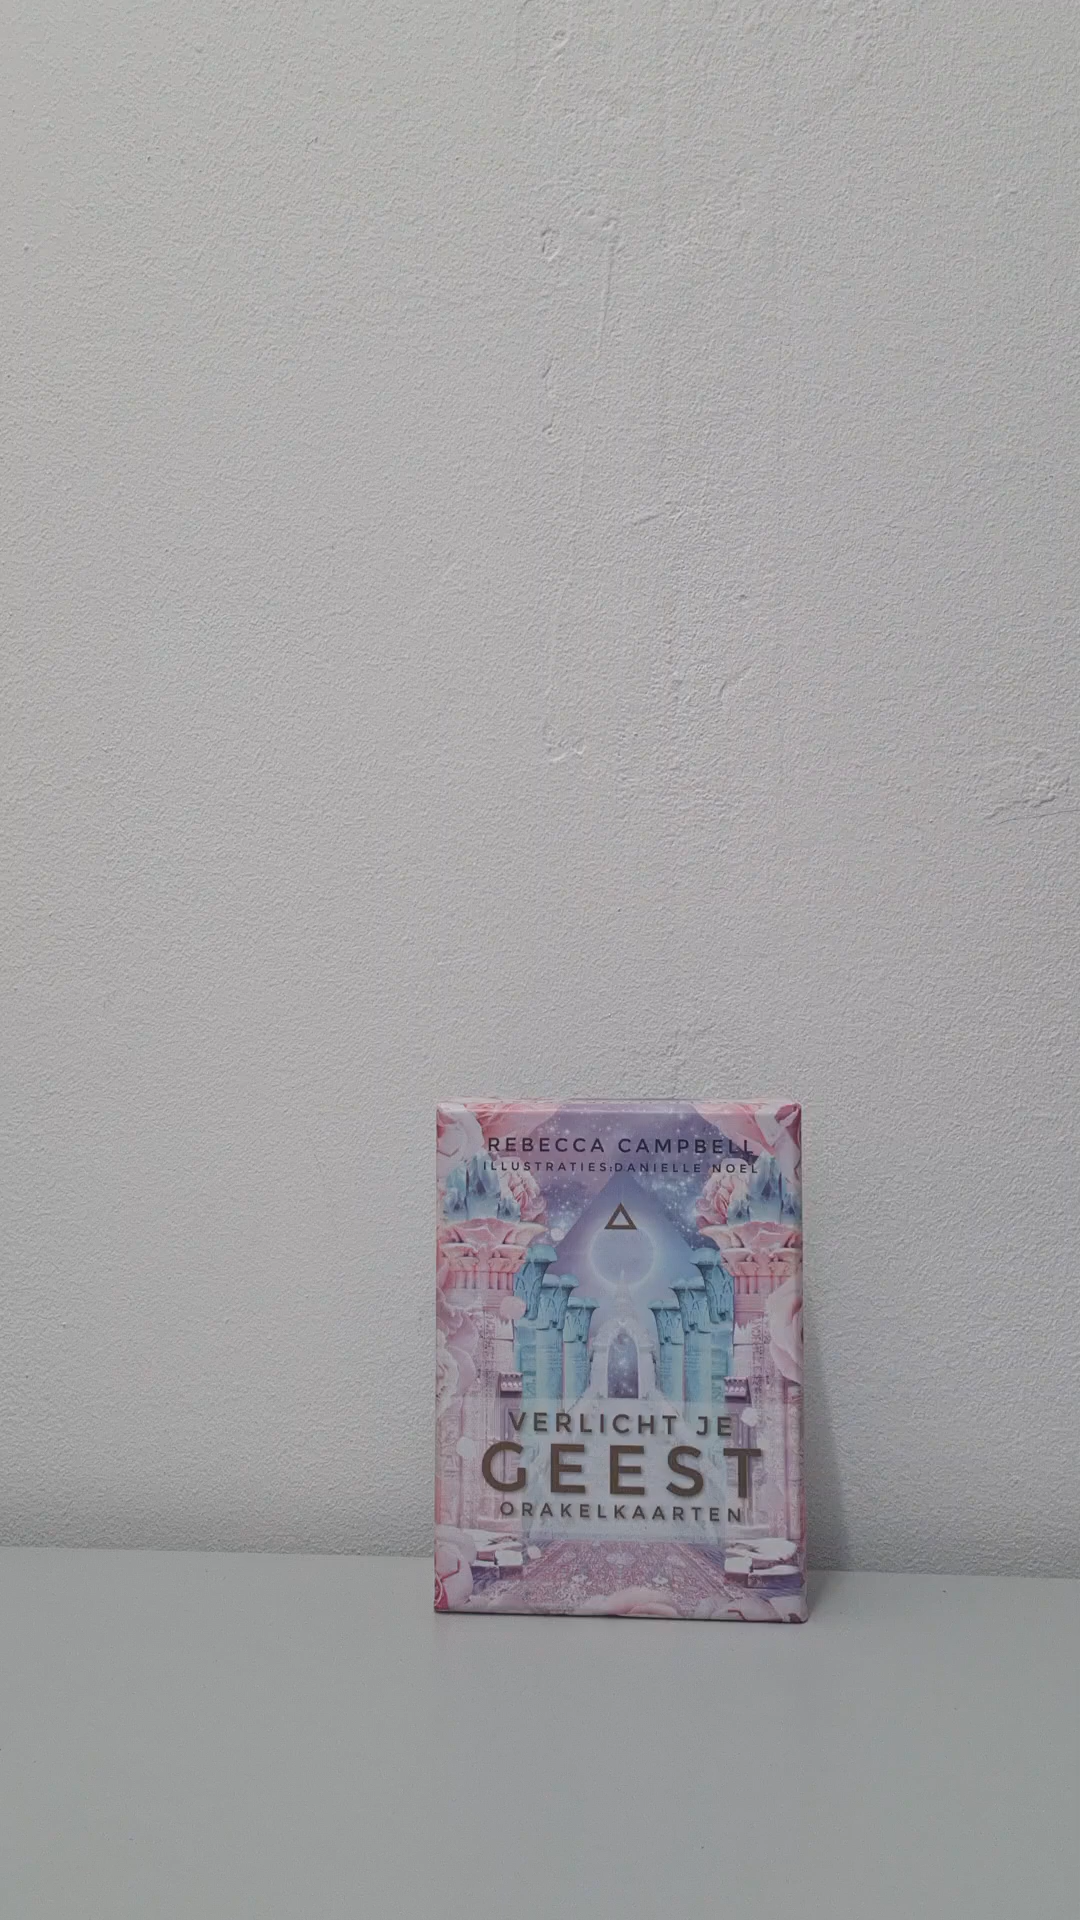 REBECCA CAMPBELL
ILLUSTRATIES:DANIELLE NOEL
VERLICHT JE
GEEST
ORAKELKAARTEN